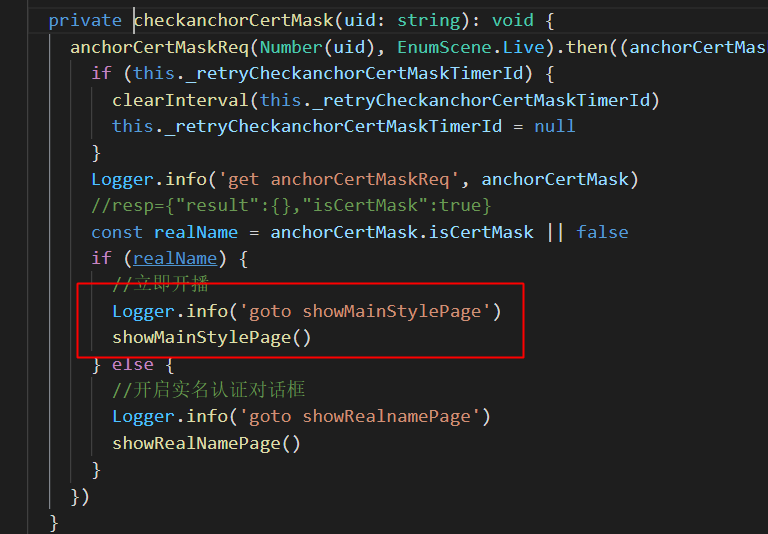 private checkanchorCertMask(uid: string): void {
anchorCertMaskReq(Number(uid), EnumScene.Live).then((anchorCertMas
if (this._retryCheckanchorCertMaskTimerId) {
clearInterval(this._retryCheckanchorCertMaskTimerId)
this._retryCheckanchorCertMaskTimerId = null
}
Logger.info('get anchorCertMaskReq', anchorCertMask)
//resp={"result":{},"isCertMask":true}
const realName = anchorCertMask.isCertMask || false
if (realName) {
//立即开播
Logger.info('goto showMainStylePage')
showMainStylePage()
} else {
//开启实名认证对话框
Logger.info('goto showRealnamePage')
showRealNamePage()
}
})
}